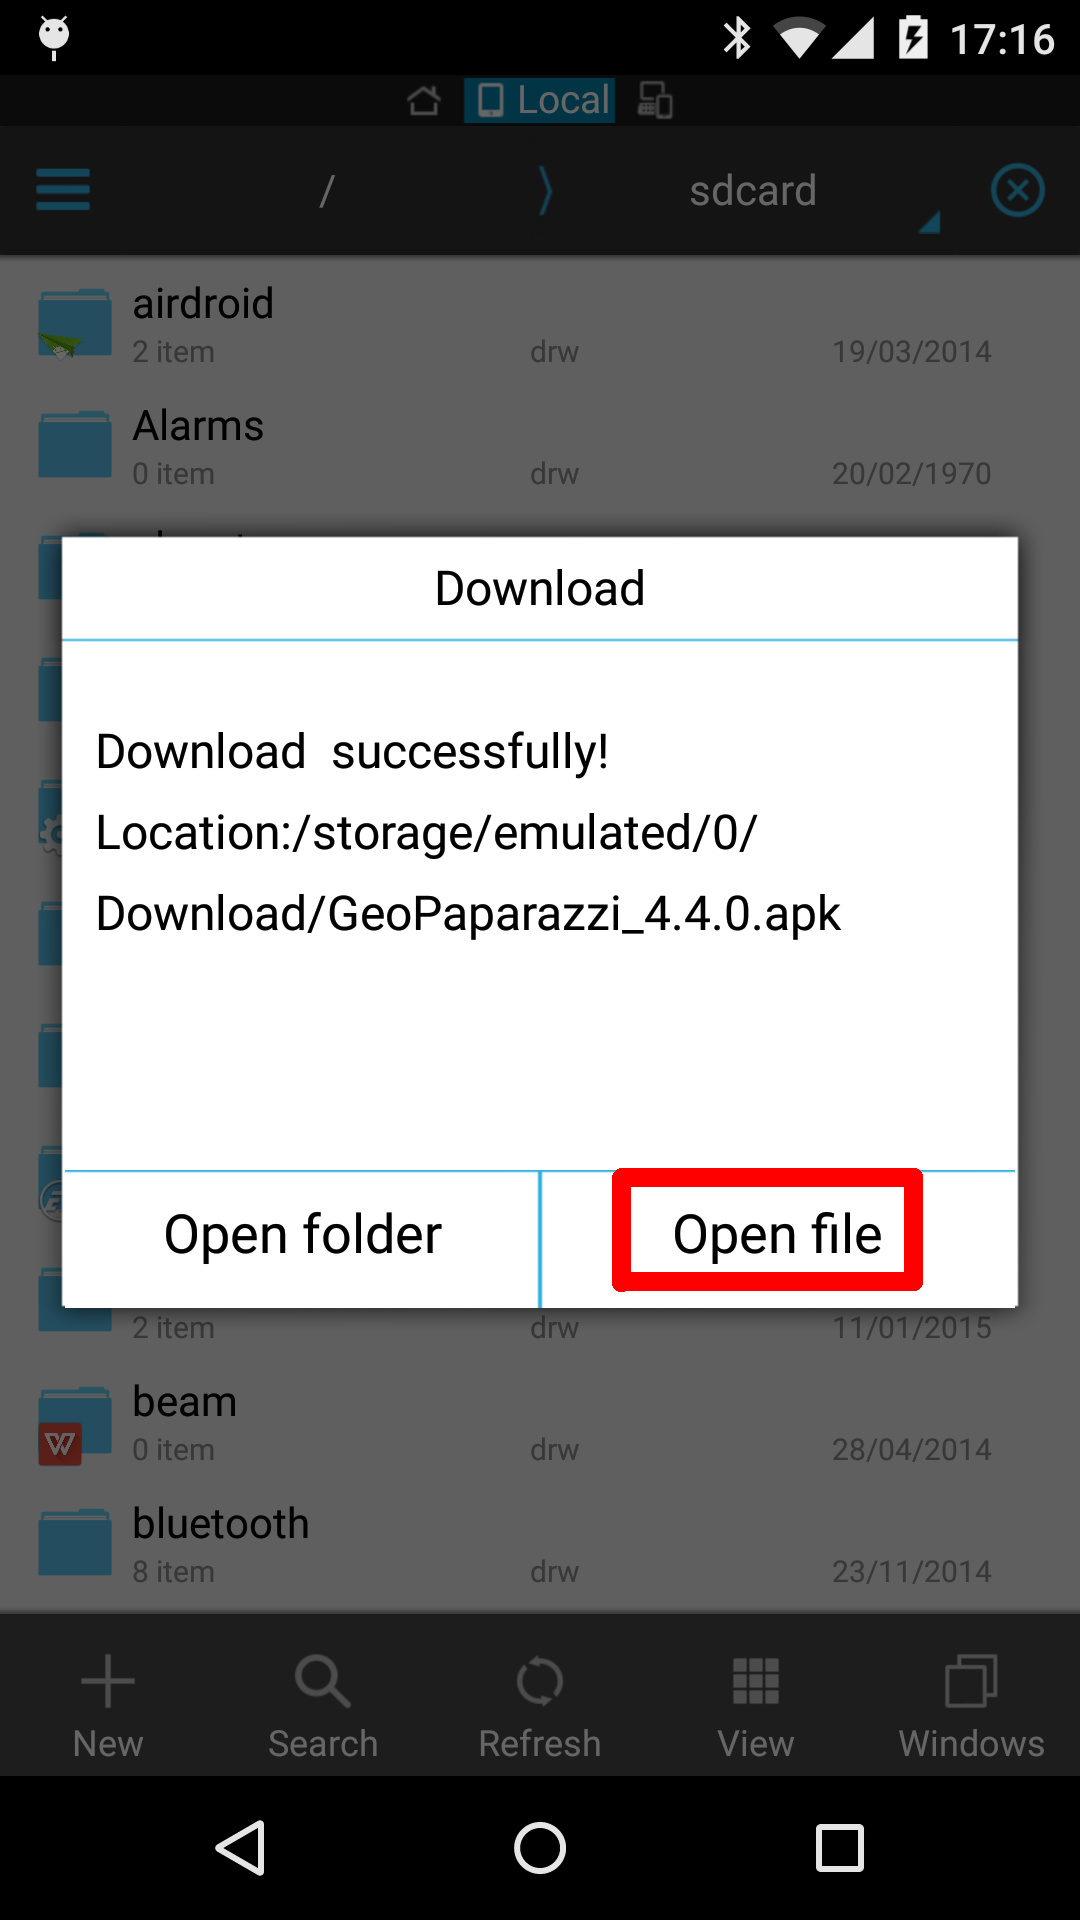 17:16
Local
/ sdcard
airdroid
2 item drw 19/03/2014
Alarms
0 item drw 20/02/1970
Download
Download successfully!
Location:/storage/emulated/0/
Download/GeoPaparazzi_4.4.0.apk
Open folder Open file
2 item drw 11/01/2015
beam
W
0 item drw 28/04/2014
bluetooth
8 item drw 23/11/2014
New Search Refresh View Windows